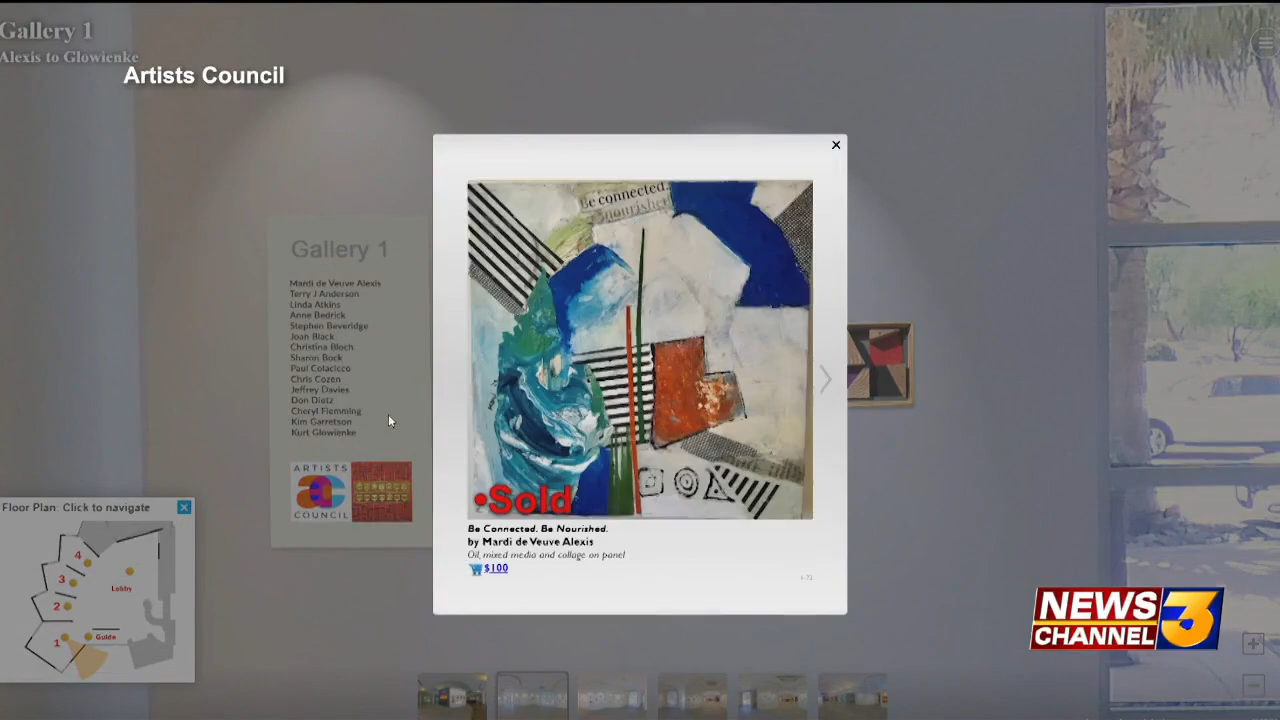 Gallery 1
Alexis to Glowienke
Artists Council
Be connected.
nourished
Gallery 1
Mardi de Veuve Alexis
Terry J Anderson
Linda Atkins
Anne Bedrick
Stephen Beveridge
Joan Black
Christina Bloch
Sharon Bock
Paul Colacicco
Chris Cozen
Jeffrey Davies
Don Dietz
Cheryl Flemming
Kim Garretson
Kurt Glowienke
ARTISTS
ac
COUNCIL
•Sold
Be Connected. Be Nourished.
by Mardi de Veuve Alexis
Oil, mixed media and collage on panel
$100
Floor Plan: Click to navigate
4
3
Lobby
2
1
Guide
NEWS
CHANNEL
3